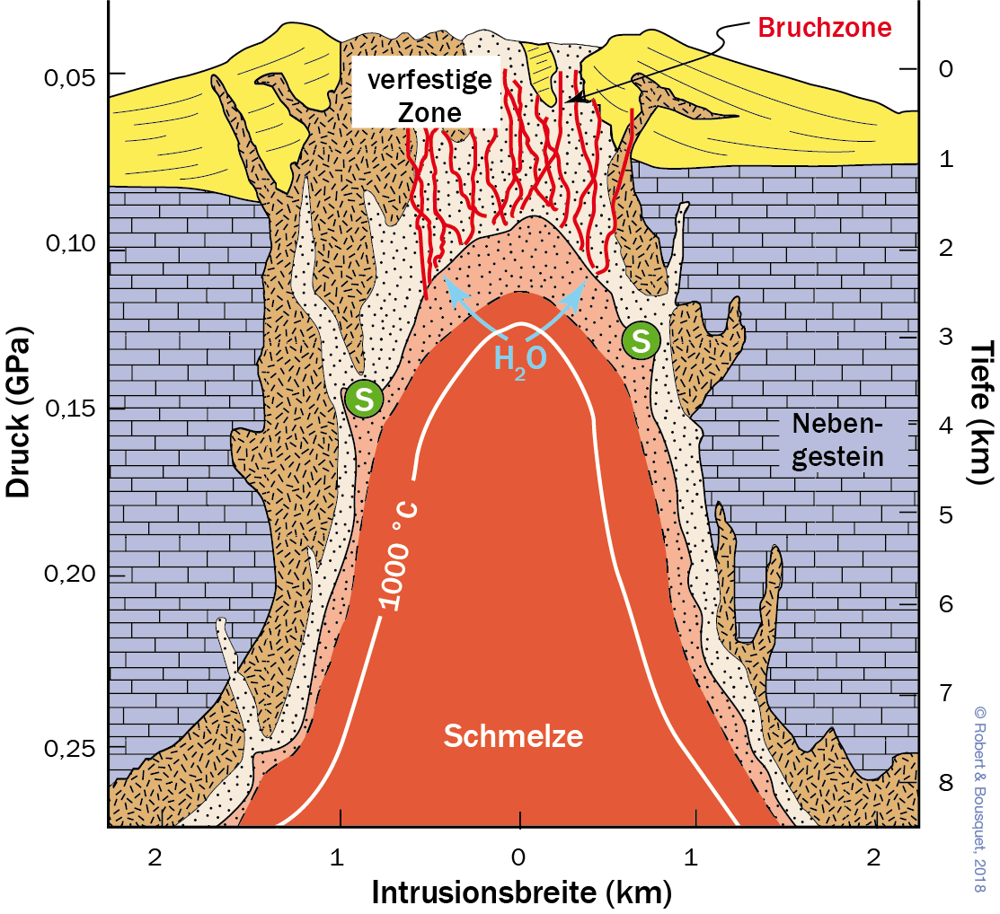 Bruchzone
verfestige
Zone
0,05
0,10
0,15
0,20
0,25
Druck (GPa)
0
1
2
3
4
5
6
7
8
Tiefe (km)
H₂O
S
S
Neben-
gestein
1000 °C
Schmelze
2
1
0
1
2
Intrusionsbreite (km)
© Robert & Bousquet, 2018